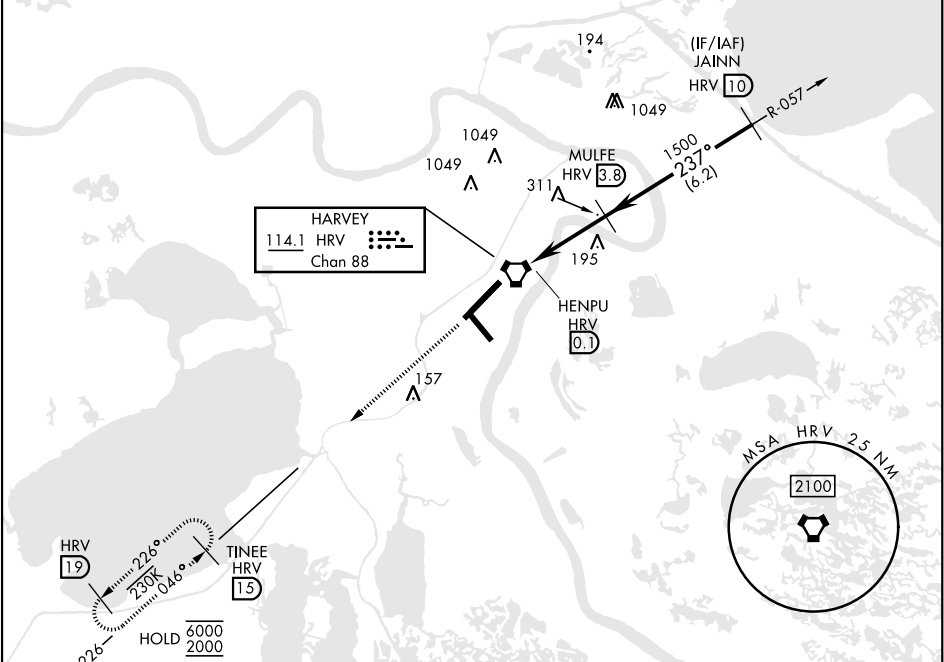 194
(IF/IAF)
JAINN
HRV 10
R-057
1049
1049
1049
1500
237°
(6.2)
MULFE
HRV 3.8
311
195
HARVEY
114.1 HRV
Chan 88
HENPU
HRV
0.1
157
MSA HRV 25 NM
2100
HRV
19
226°
230K
046°
TINEE
HRV
15
HOLD 6000
2000
226